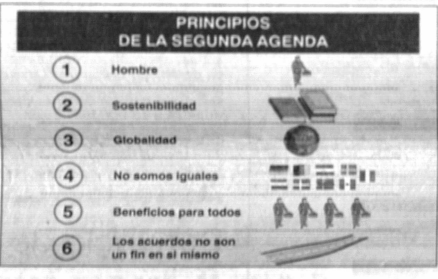 PRINCIPIOS
DE LA SEGUNDA AGENDA
1 Hombre
2 Sostenibilidad
3 Globalidad
4 No somos iguales
5 Beneficios para todos
6 Los acuerdos no son
un fin en si mismo